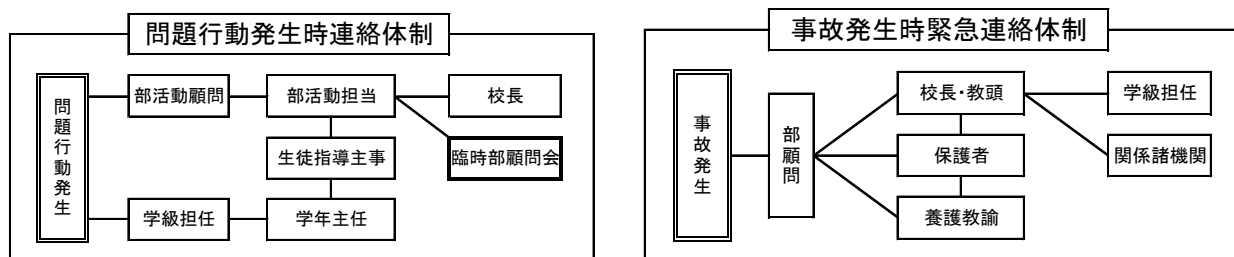 問題行動発生時連絡体制
問題行動発生
部活動顧問
部活動担当
校長
生徒指導主事
臨時部顧問会
学級担任
学年主任
事故発生時緊急連絡体制
事故発生
部顧問
校長・教頭
学級担任
保護者
関係諸機関
養護教諭